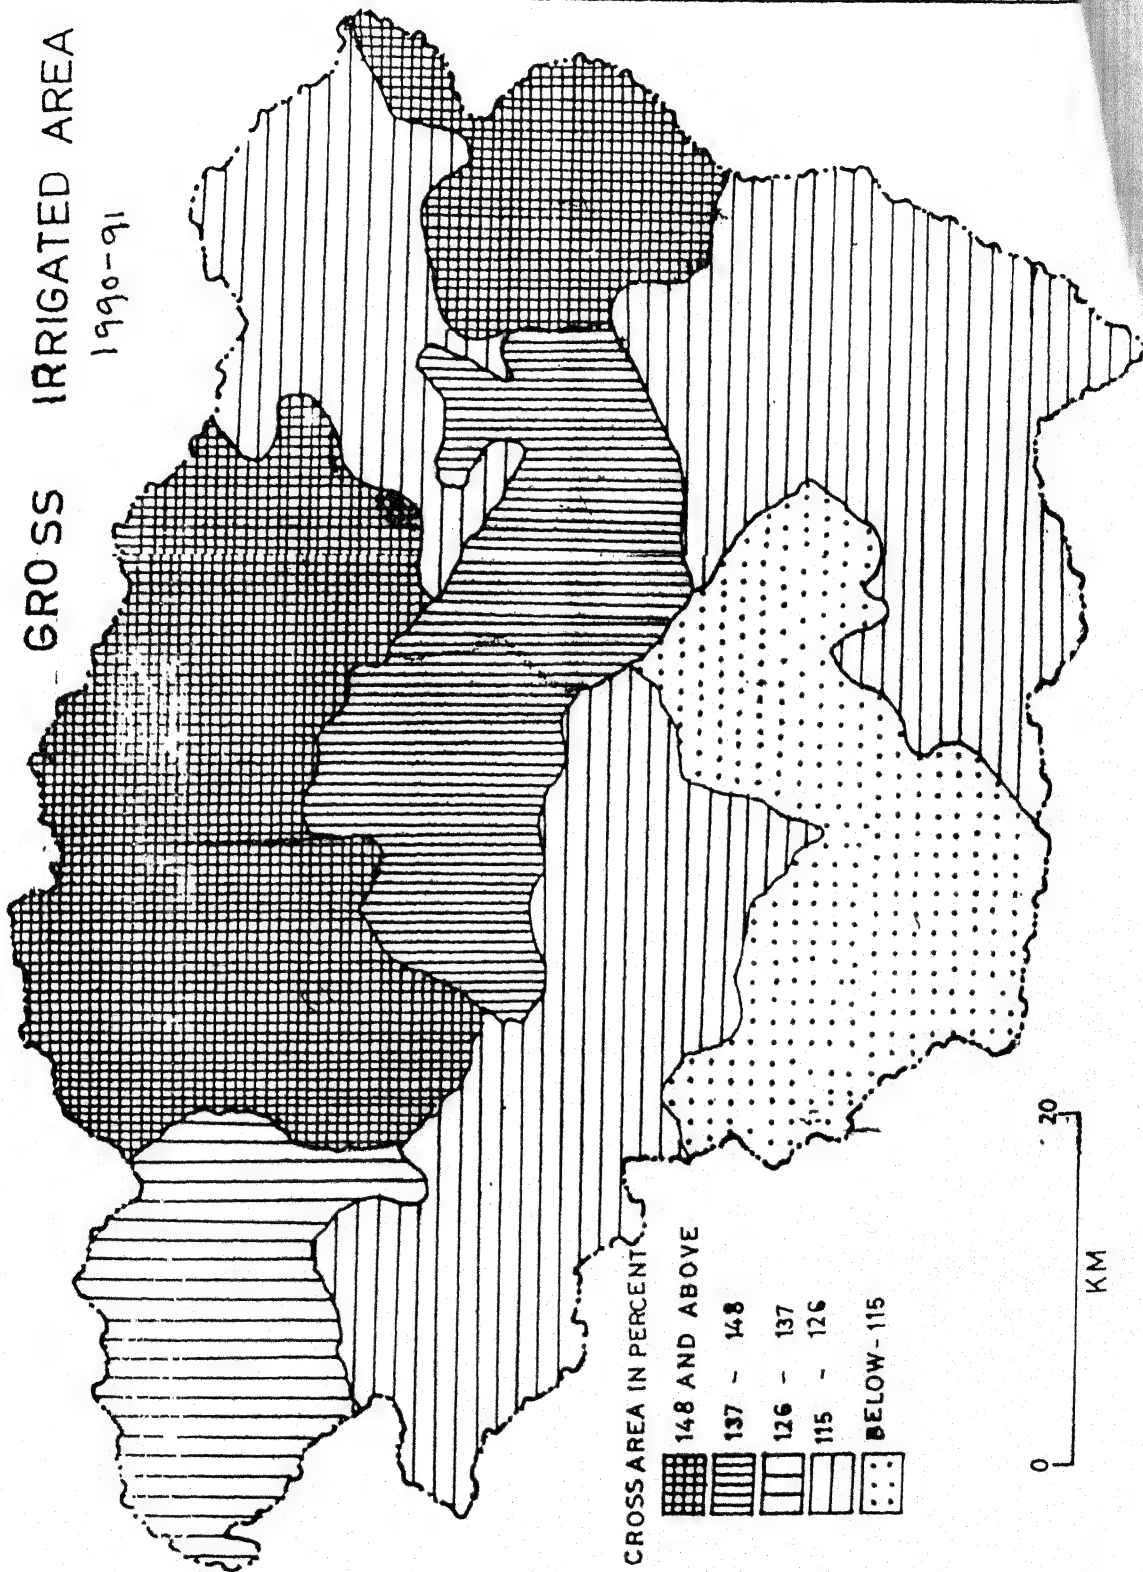 GROSS IRRIGATED AREA
1990-91
CROSS AREA IN PERCENT
148 AND ABOVE
137 - 148
126 - 137
115 - 126
BELOW-115
0 20
KM